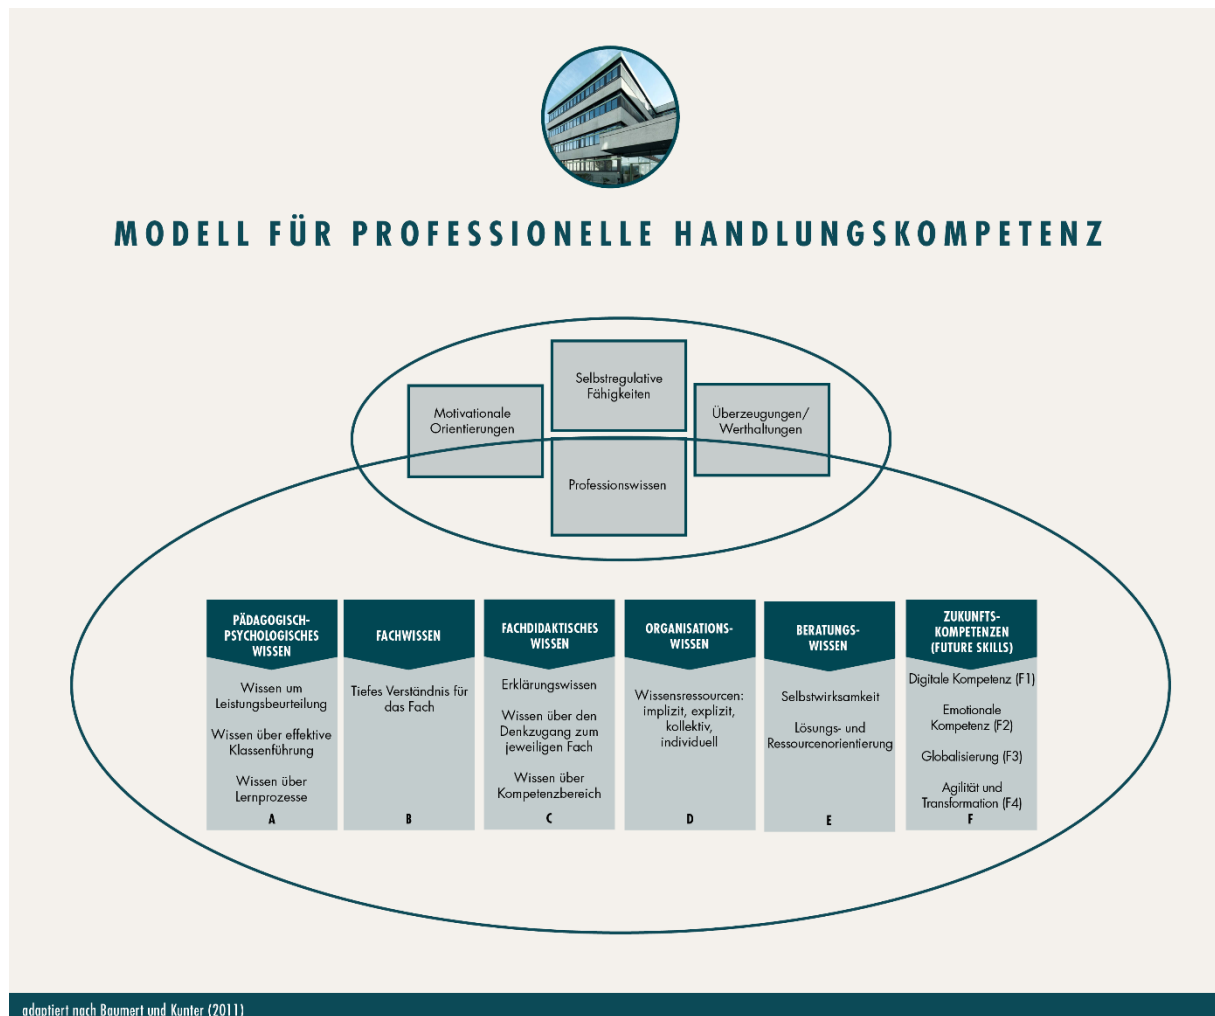 MODELL FÜR PROFESSIONELLE HANDLUNGSKOMPETENZ
Selbstregulative
Fähigkeiten
Motivationale
Orientierungen
Überzeugungen/
Werthaltungen
Professionswissen
PÄDAGOGISCH-
PSYCHOLOGISCHES
WISSEN
Wissen um
Leistungsbeurteilung
Wissen über effektive
Klassenführung
Wissen über
Lernprozesse
A
FACHWISSEN
Tiefes Verständnis für
das Fach
B
FACHDIDAKTISCHES
WISSEN
Erklärungswissen
Wissen über den
Denkzugang zum
jeweiligen Fach
Wissen über
Kompetenzbereich
C
ORGANISATIONS-
WISSEN
Wissensressourcen:
implizit, explizit,
kollektiv,
individuell
D
BERATUNGS-
WISSEN
Selbstwirksamkeit
Lösungs- und
Ressourcenorientierung
E
ZUKUNFTS-
KOMPETENZEN
(FUTURE SKILLS)
Digitale Kompetenz (F1)
Emotionale
Kompetenz (F2)
Globalisierung (F3)
Agilität und
Transformation (F4)
F
adaptiert nach Baumert und Kunter (2011)